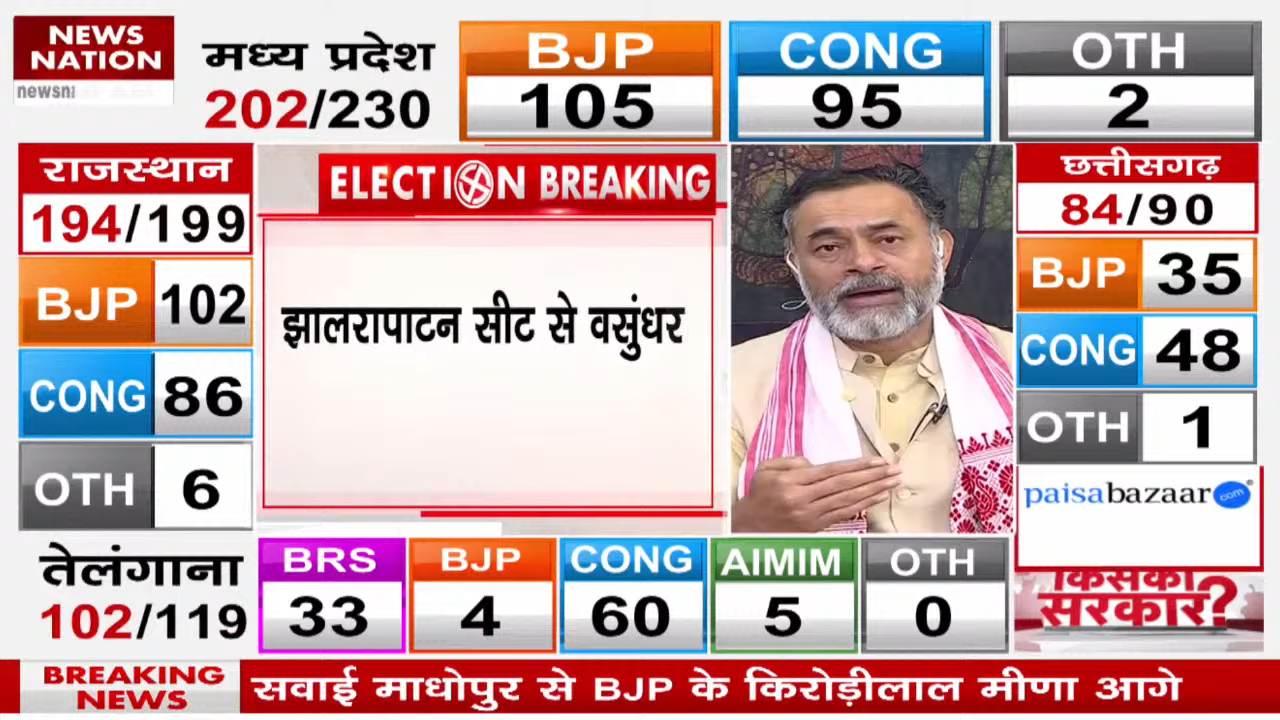 NEWS
NATION
newsna
मध्य प्रदेश
202/230
BJP
105
CONG
95
OTH
2
राजस्थान
194/199
BJP 102
CONG 86
OTH 6
ELECTION BREAKING
झालरापाटन सीट से वसुंधर
छत्तीसगढ़
84/90
BJP 35
CONG 48
OTH 1
paisabazaar.com
तेलंगाना
102/119
BRS
33
BJP
4
CONG
60
AIMIM
5
OTH
0
किसकी
सरकार?
BREAKING
NEWS
सवाई माधोपुर से BJP के किरोड़ीलाल मीणा आगे